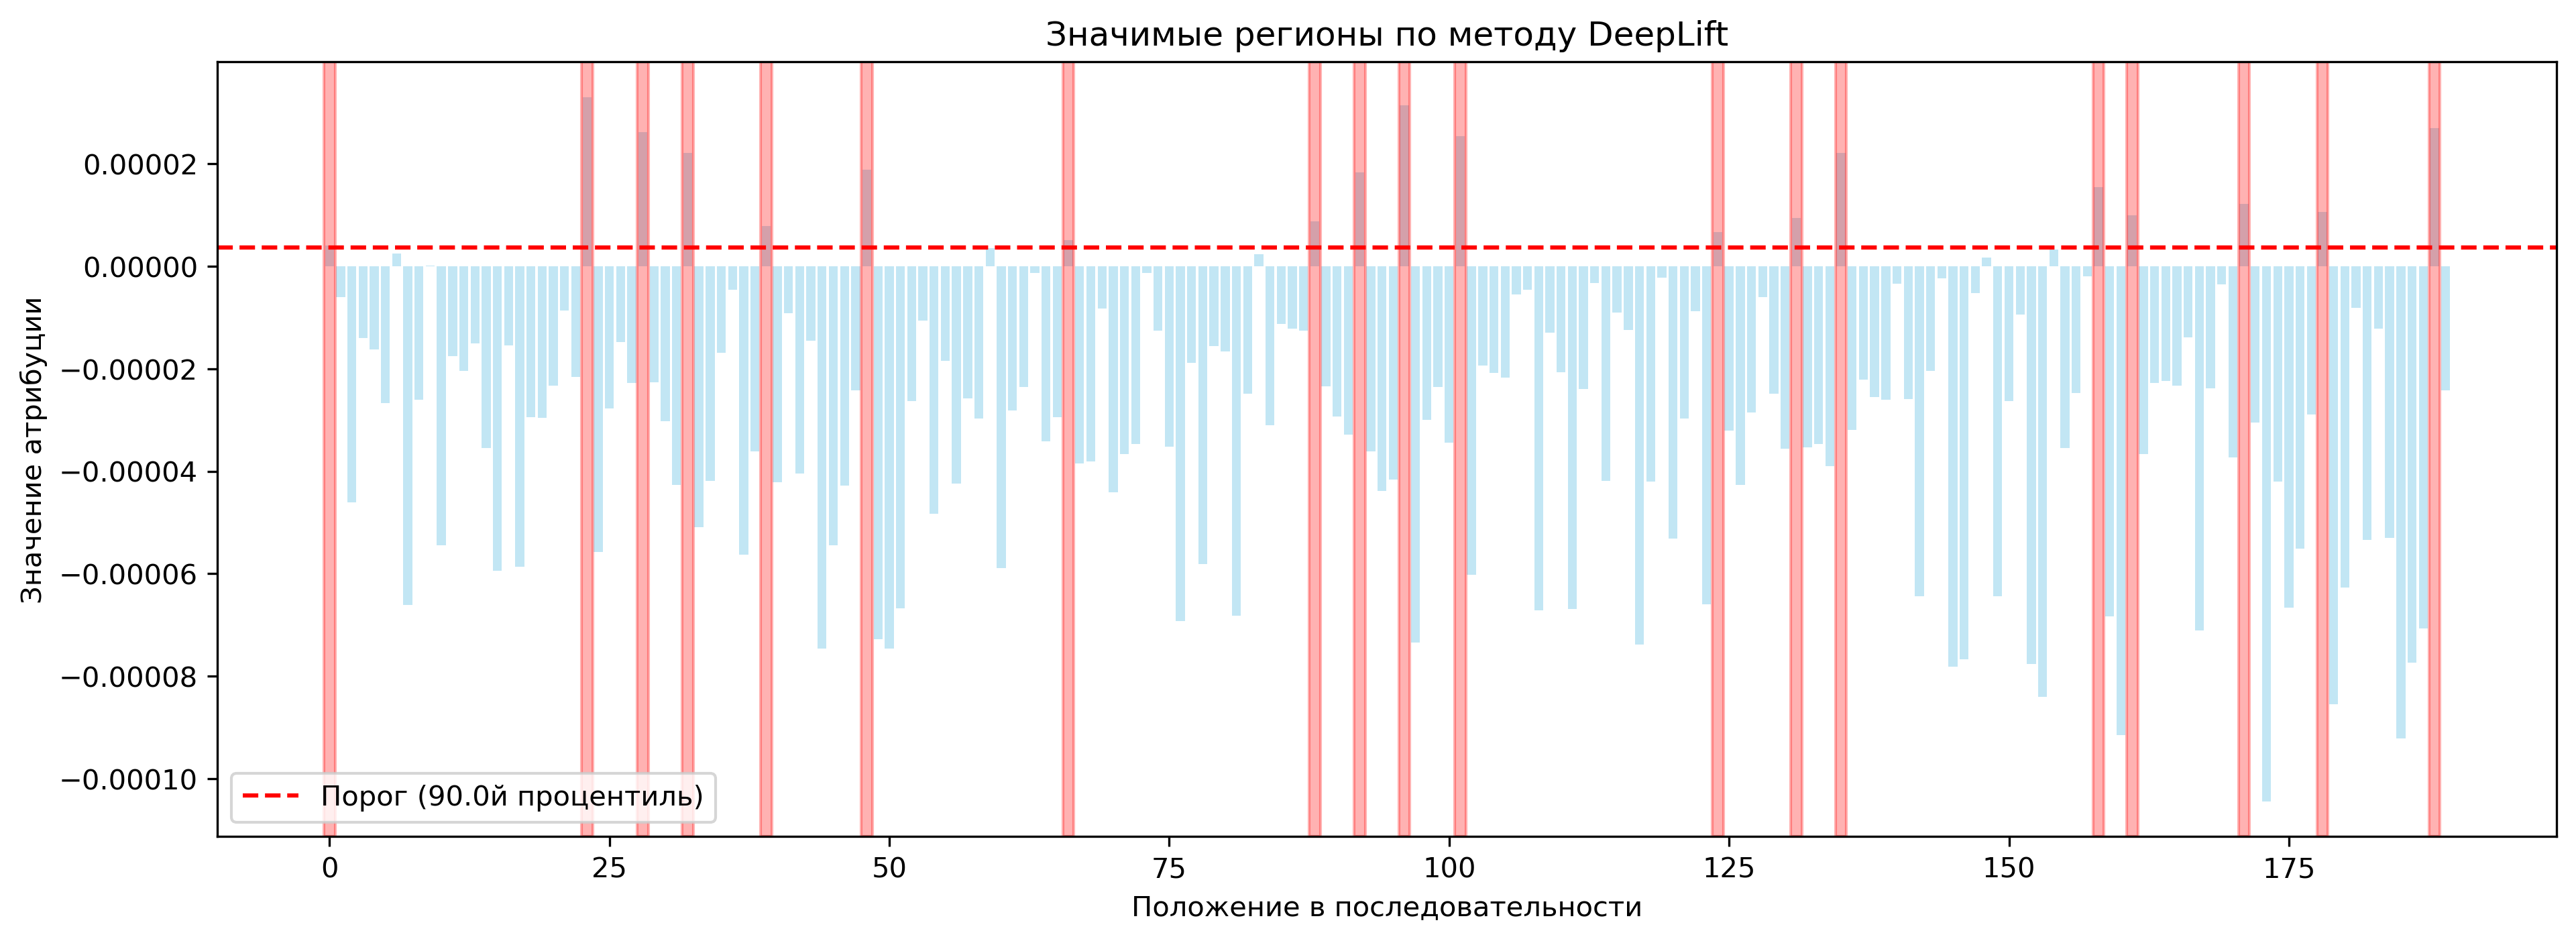 Значимые регионы по методу DeepLift
Значение атрибуции
0.00002
0.00000
−0.00002
−0.00004
−0.00006
−0.00008
−0.00010
Порог (90.0й процентиль)
0 25 50 75 100 125 150 175
Положение в последовательности